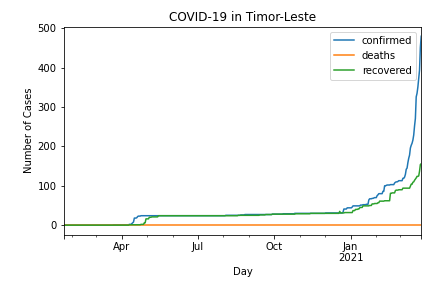 COVID-19 in Timor-Leste
500
400
300
200
100
0
Number of Cases
confirmed
deaths
recovered
Apr
Jul
Oct
Jan
2021
Day